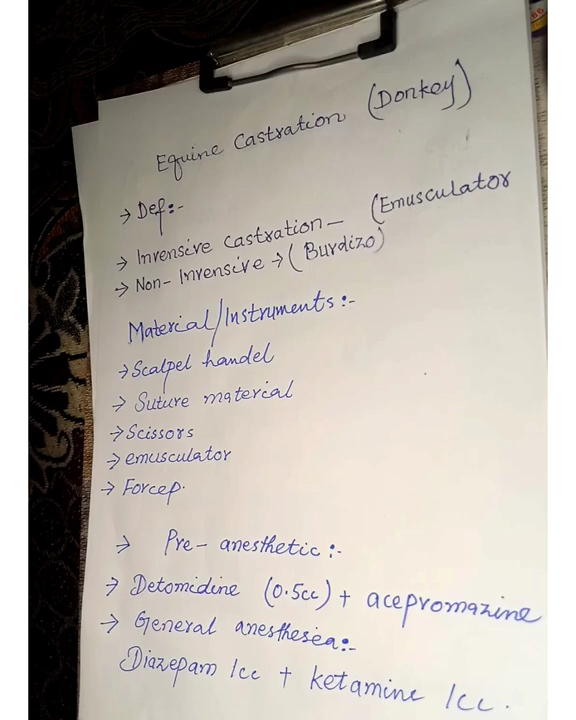 Equine Castration (Donkey)
→ Def:-
→ Invensive Castration - (Emusculator
→ Non-Invensive → (Burdizo)
Material/Instruments :-
→ Scalpel handel
→ Suture material
→ Scissors
→ emusculator
→ Forcep.
→ Pre-anesthetic :-
→ Detomidine (0.5cc) + acepromazine
→ General anesthesea:-
Diazepam 1cc + ketamine 1cc.